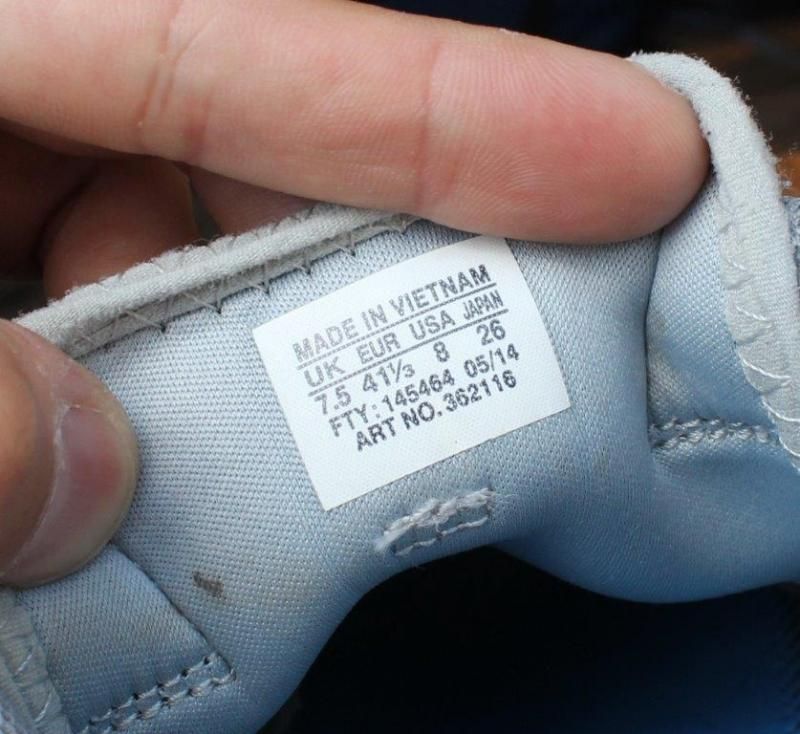 MADE IN VIETNAM
UK EUR USA JAPAN
7.5 41⅓ 8 26
FTY: 145464 05/14
ART NO. 362116